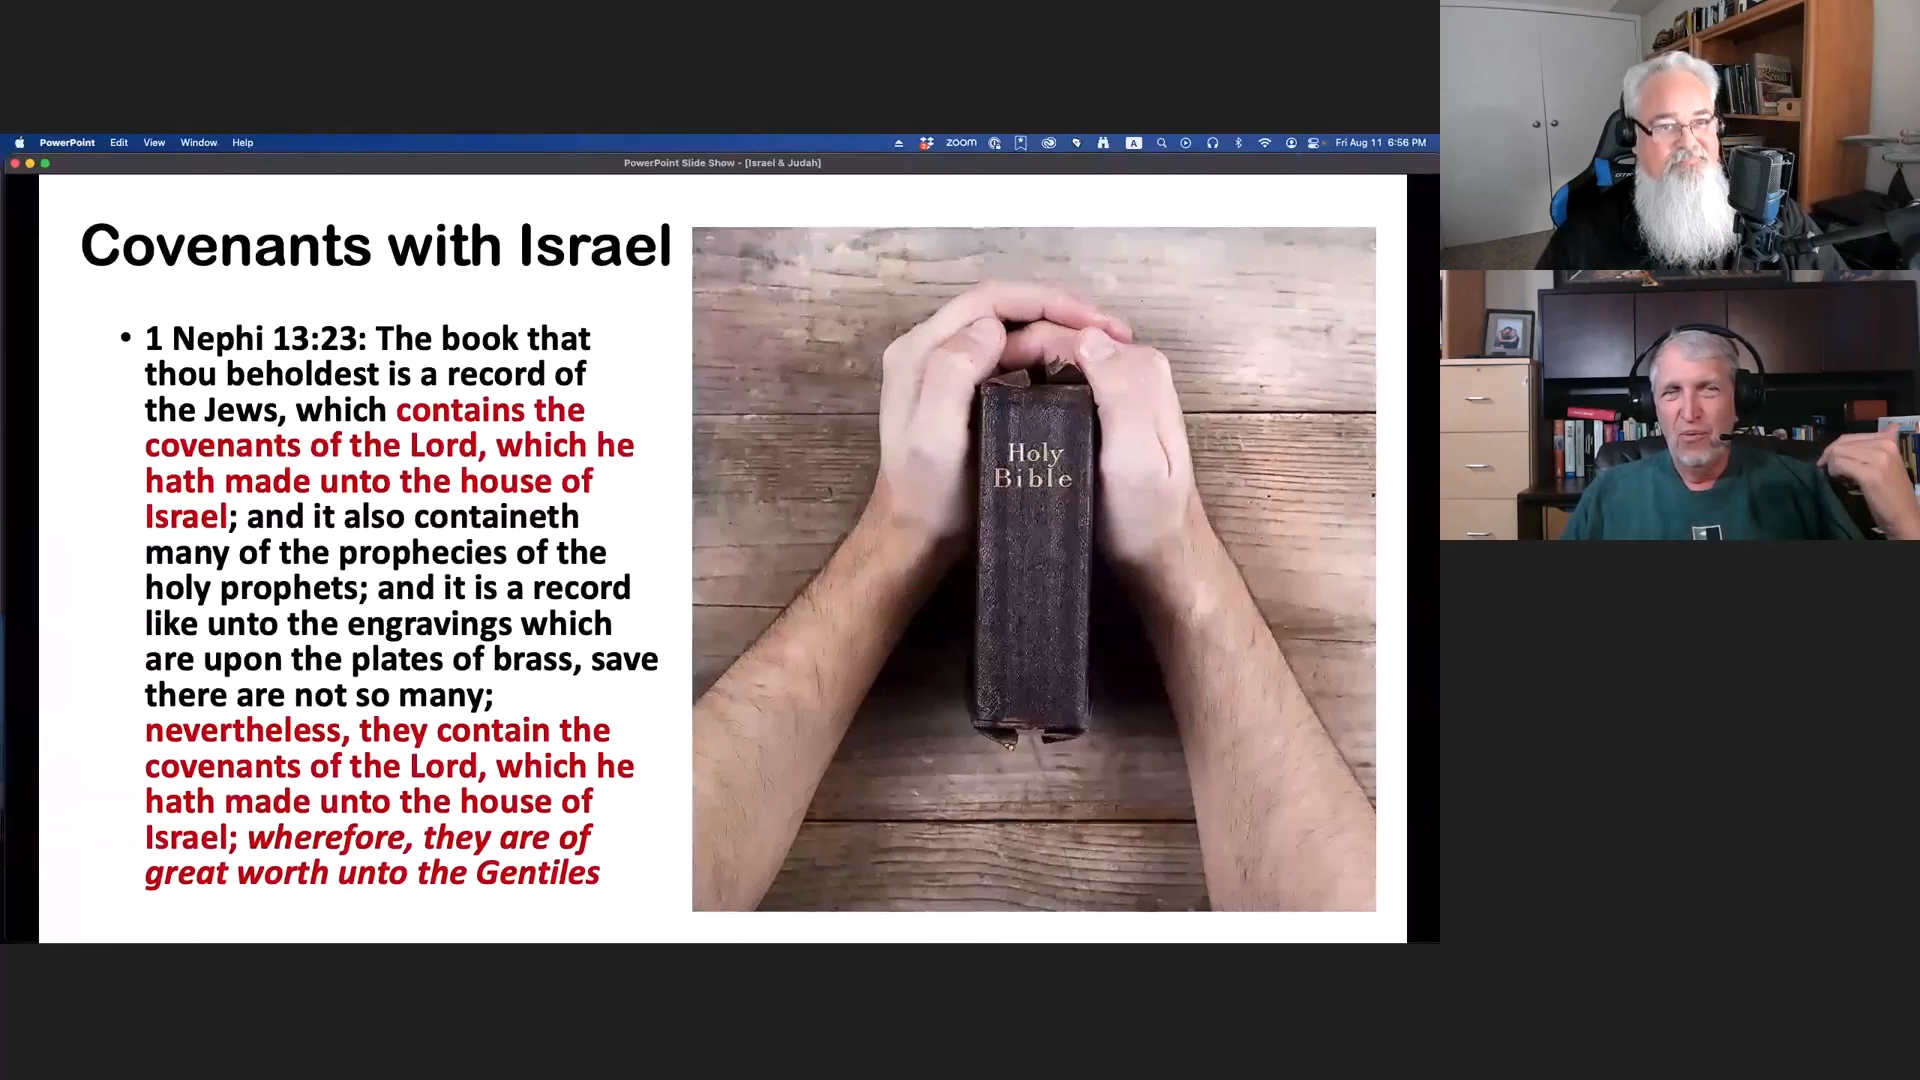 PowerPoint Edit View Window Help
zoom
A
Fri Aug 11 6:56 PM
PowerPoint Slide Show - [Israel & Judah]
Covenants with Israel
• 1 Nephi 13:23: The book that
thou beholdest is a record of
the Jews, which contains the
covenants of the Lord, which he
hath made unto the house of
Israel; and it also containeth
many of the prophecies of the
holy prophets; and it is a record
like unto the engravings which
are upon the plates of brass, save
there are not so many;
nevertheless, they contain the
covenants of the Lord, which he
hath made unto the house of
Israel; wherefore, they are of
great worth unto the Gentiles
Holy
Bible
Scroll